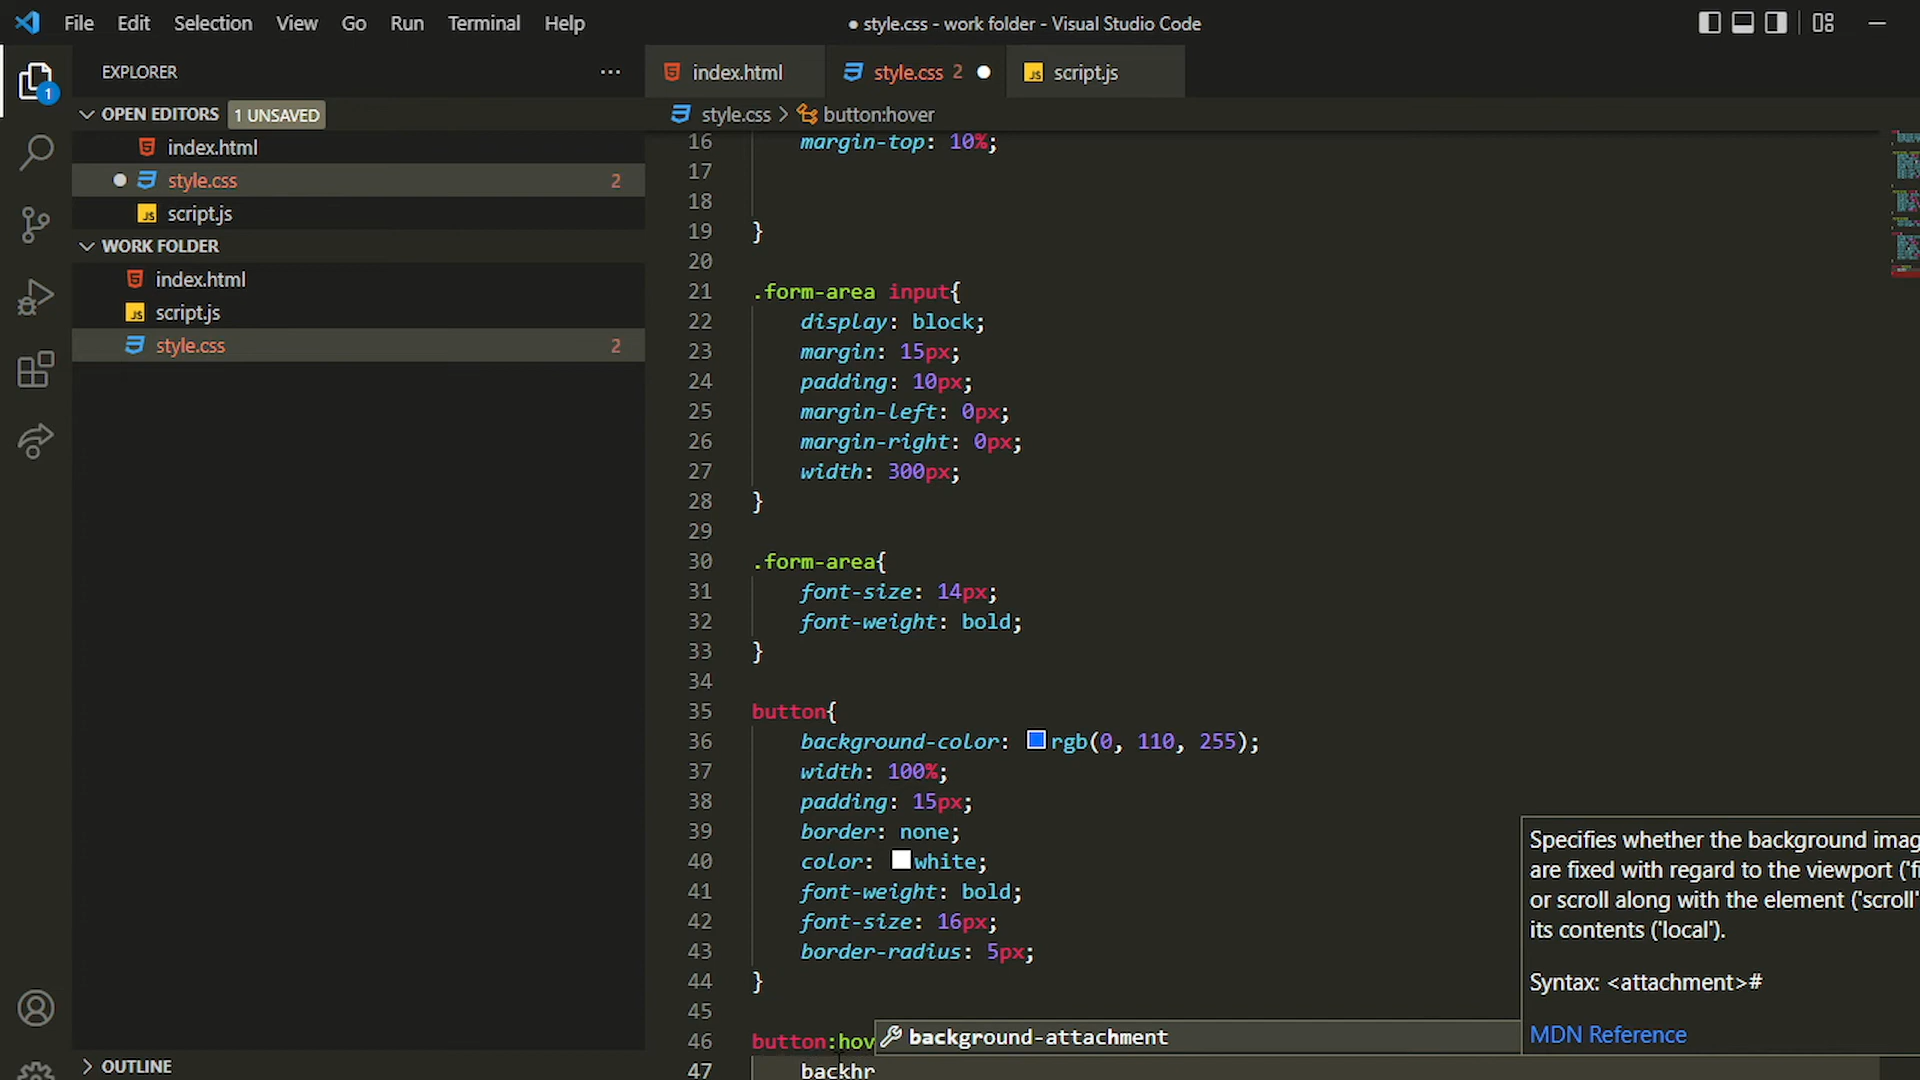 File Edit Selection View Go Run Terminal Help
● style.css - work folder - Visual Studio Code
EXPLORER
1
OPEN EDITORS 1 UNSAVED
index.html
style.css 2
script.js
WORK FOLDER
index.html
script.js
style.css 2
OUTLINE
index.html
style.css 2
script.js
style.css > button:hover
16 margin-top: 10%;
17
18
19 }
20
21 .form-area input{
22 display: block;
23 margin: 15px;
24 padding: 10px;
25 margin-left: 0px;
26 margin-right: 0px;
27 width: 300px;
28 }
29
30 .form-area{
31 font-size: 14px;
32 font-weight: bold;
33 }
34
35 button{
36 background-color: rgb(0, 110, 255);
37 width: 100%;
38 padding: 15px;
39 border: none;
40 color: white;
41 font-weight: bold;
42 font-size: 16px;
43 border-radius: 5px;
44 }
45
46 button:hov
47 backhr
background-attachment
Specifies whether the background imag
are fixed with regard to the viewport ('fi
or scroll along with the element ('scroll'
its contents ('local').
Syntax: <attachment>#
MDN Reference